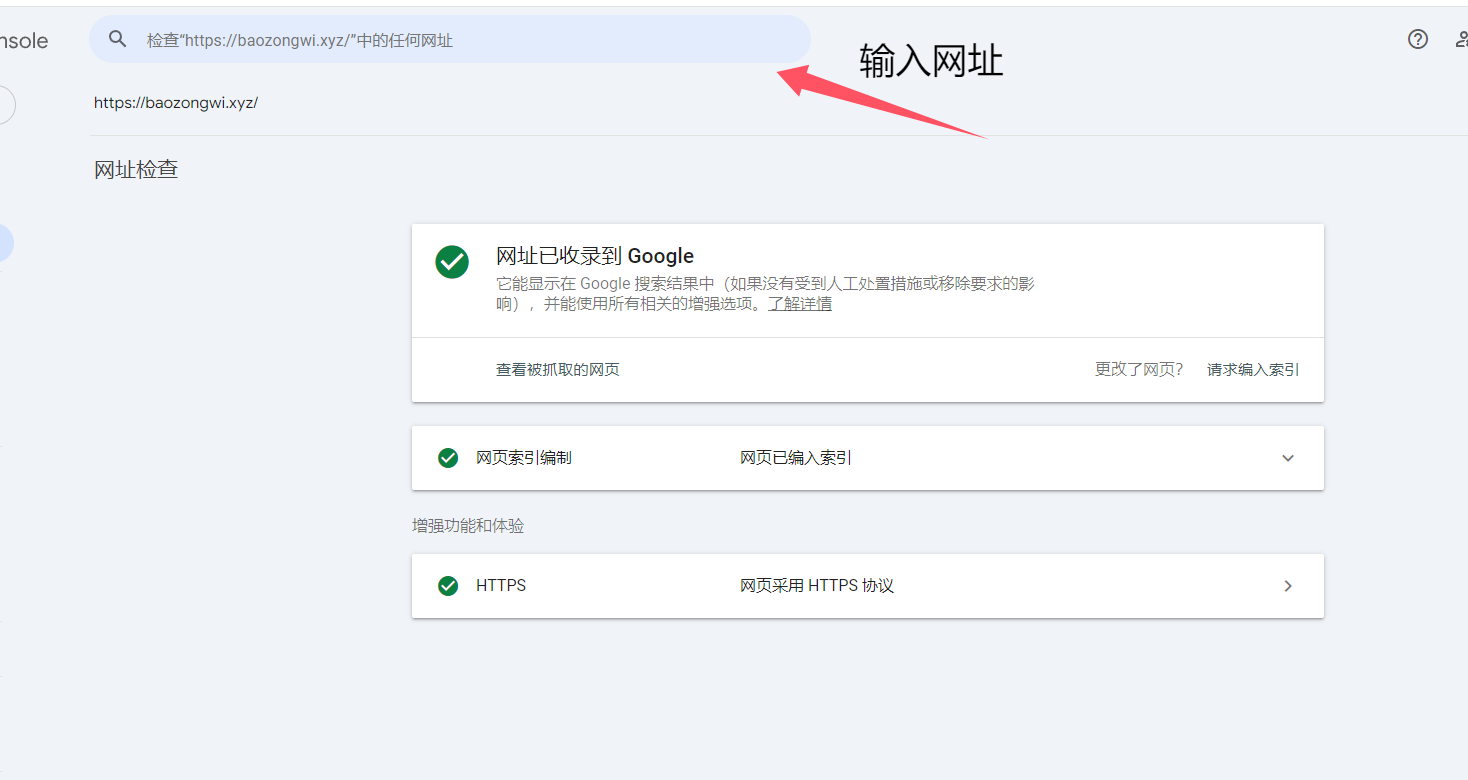 nsole
检查“https://baozongwi.xyz/”中的任何网址
输入网址
https://baozongwi.xyz/
网址检查
网址已收录到 Google
它能显示在 Google 搜索结果中（如果没有受到人工处置措施或移除要求的影
响），并能使用所有相关的增强选项。了解详情
查看被抓取的网页
更改了网页？
请求编入索引
网页索引编制
网页已编入索引
增强功能和体验
HTTPS
网页采用 HTTPS 协议